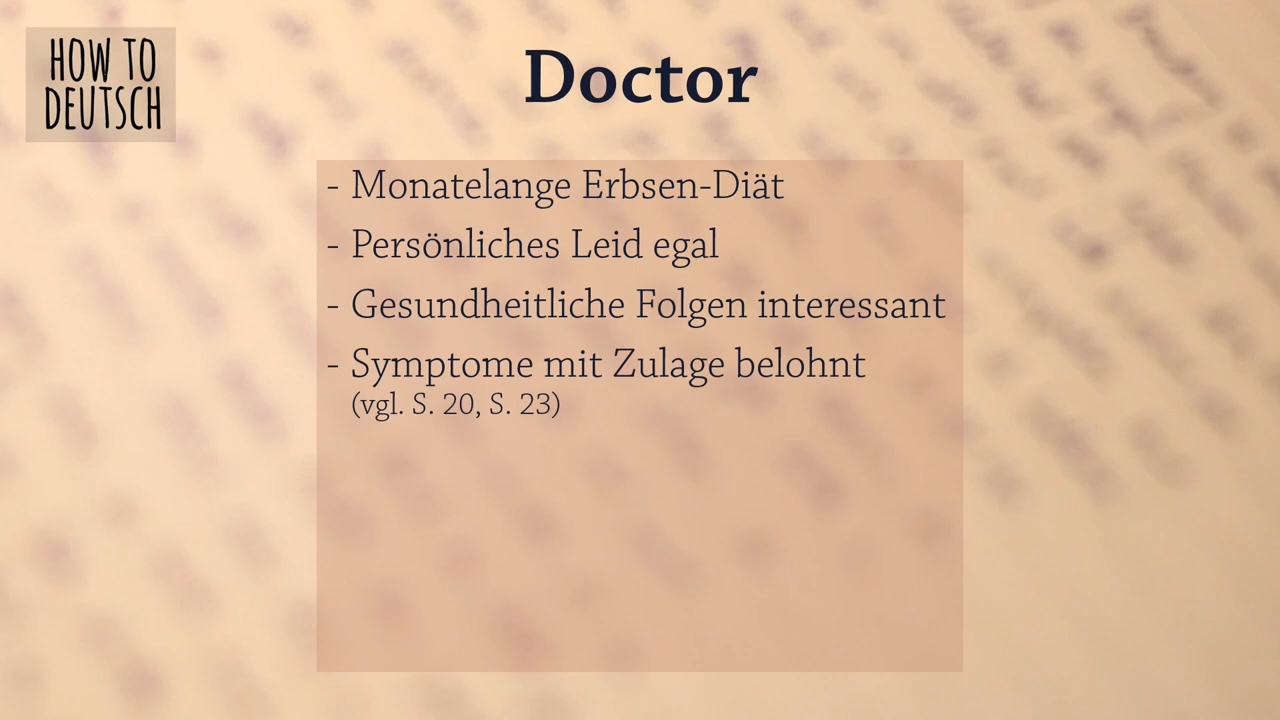 HOW TO
DEUTSCH
Doctor
- Monatelange Erbsen-Diät
- Persönliches Leid egal
- Gesundheitliche Folgen interessant
- Symptome mit Zulage belohnt
(vgl. S. 20, S. 23)